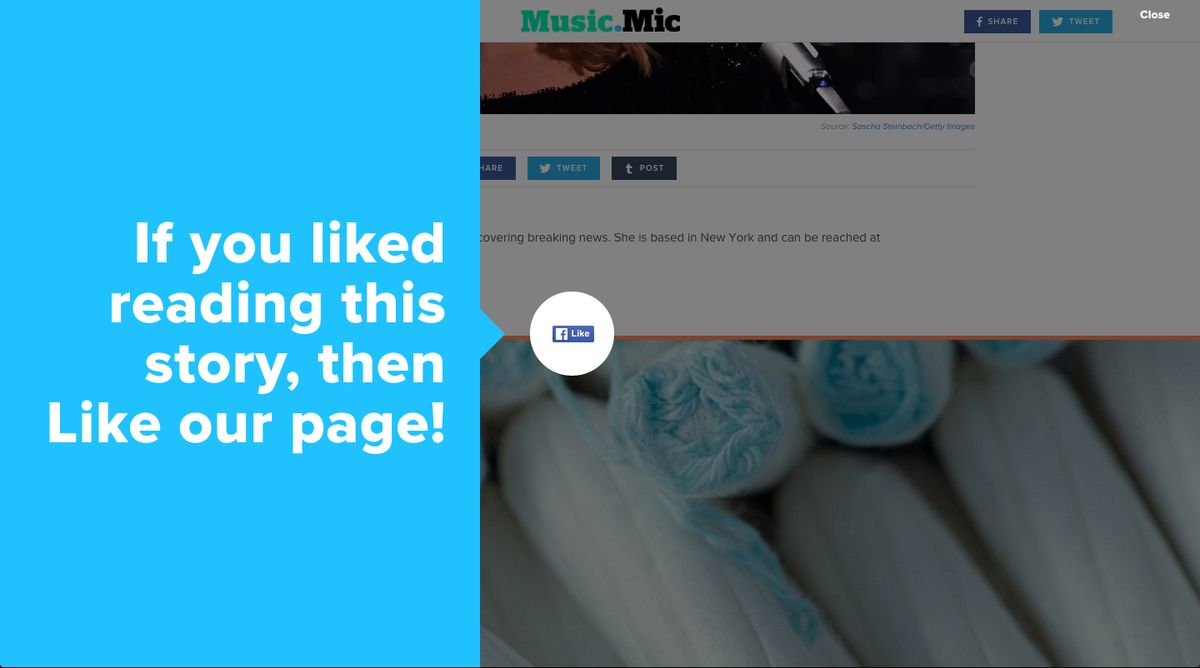 Music.Mic
SHARE
TWEET
Close
Source: Sascha Steinbach/Getty Images
HARE
TWEET
POST
covering breaking news. She is based in New York and can be reached at
If you liked
reading this
story, then
Like our page!
Like